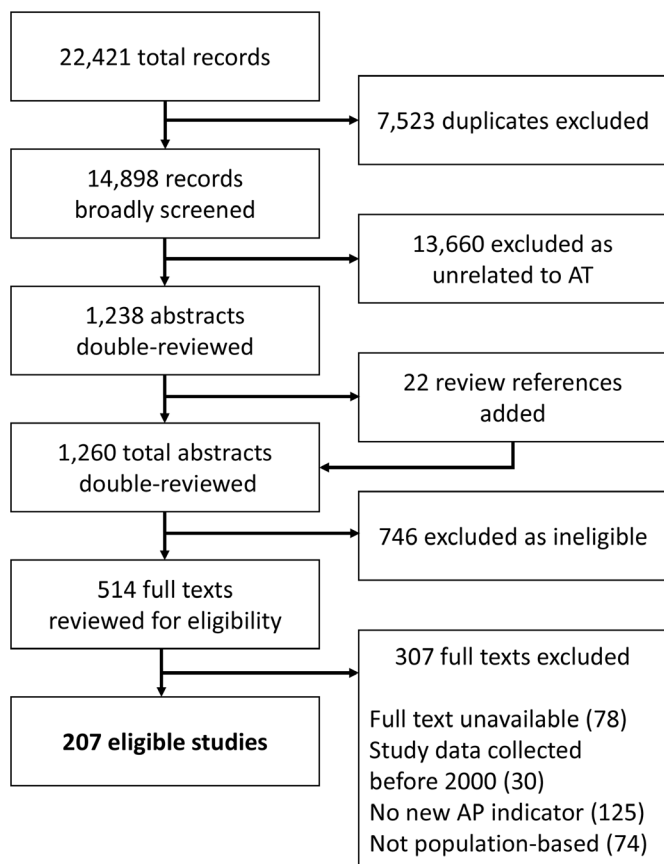 22,421 total records
7,523 duplicates excluded
14,898 records
broadly screened
13,660 excluded as
unrelated to AT
1,238 abstracts
double-reviewed
22 review references
added
1,260 total abstracts
double-reviewed
746 excluded as ineligible
514 full texts
reviewed for eligibility
307 full texts excluded
Full text unavailable (78)
Study data collected
before 2000 (30)
No new AP indicator (125)
Not population-based (74)
207 eligible studies